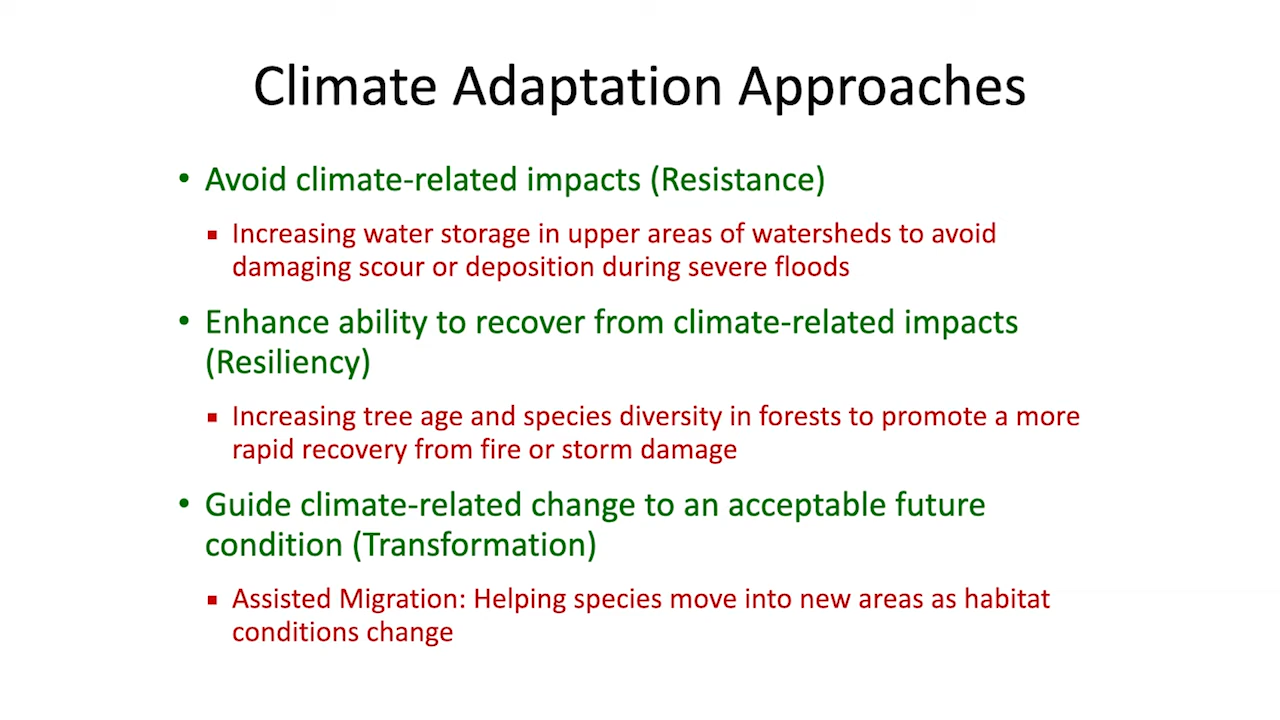 Climate Adaptation Approaches
• Avoid climate-related impacts (Resistance)
▪ Increasing water storage in upper areas of watersheds to avoid
damaging scour or deposition during severe floods
• Enhance ability to recover from climate-related impacts
(Resiliency)
▪ Increasing tree age and species diversity in forests to promote a more
rapid recovery from fire or storm damage
• Guide climate-related change to an acceptable future
condition (Transformation)
▪ Assisted Migration: Helping species move into new areas as habitat
conditions change